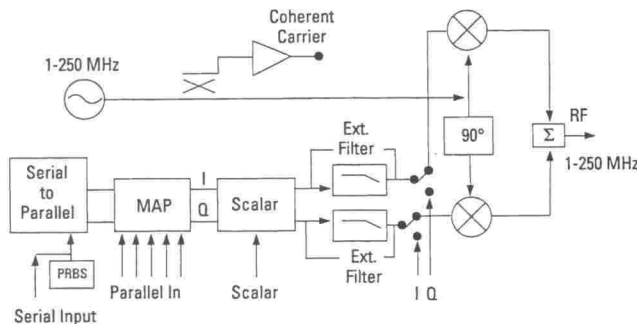 Coherent
Carrier
1-250 MHz
RF
90°
Σ
1-250 MHz
Ext.
Filter
Serial
to
Parallel
MAP
I
Q
Scalar
Ext.
Filter
PRBS
Serial Input
Parallel In
Scalar
I Q